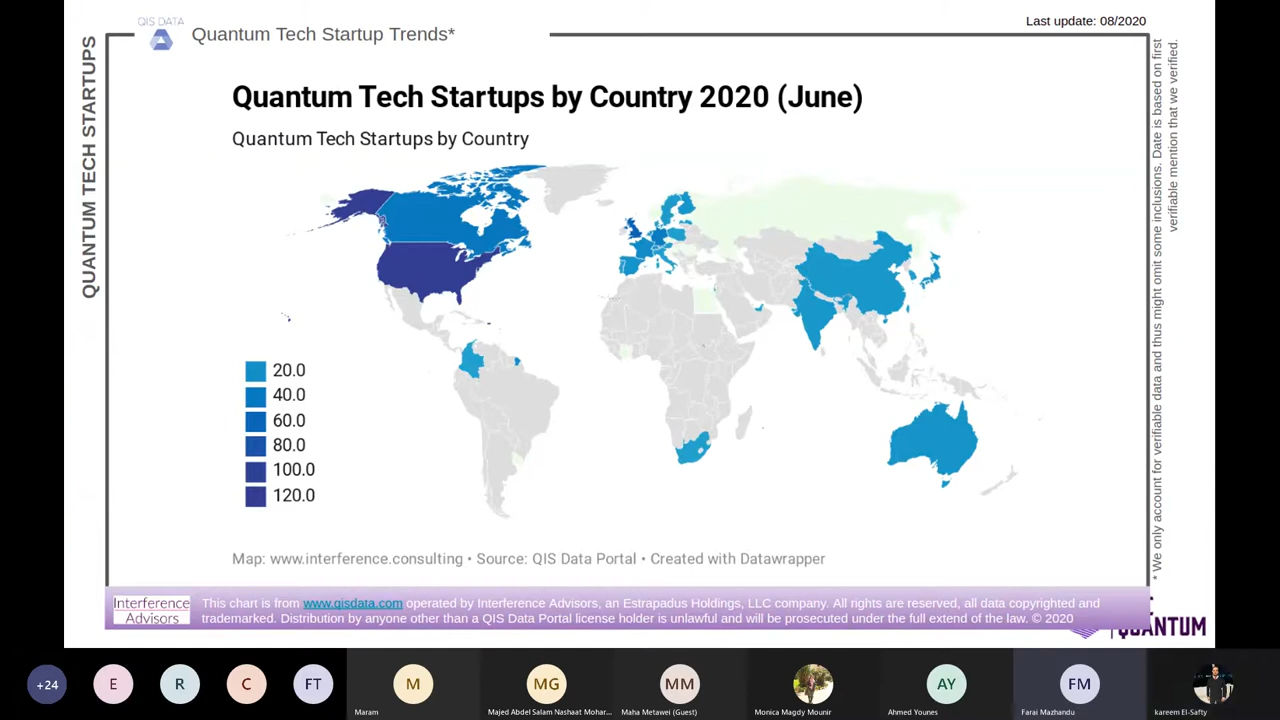 QIS DATA
Quantum Tech Startup Trends*
Last update: 08/2020
QUANTUM TECH STARTUPS
Quantum Tech Startups by Country 2020 (June)
Quantum Tech Startups by Country
20.0
40.0
60.0
80.0
100.0
120.0
Map: www.interference.consulting • Source: QIS Data Portal • Created with Datawrapper
* We only account for verifiable data and thus might omit some inclusions. Date is based on first
verifiable mention that we verified.
Interference
Advisors
This chart is from www.qisdata.com operated by Interference Advisors, an Estrapadus Holdings, LLC company. All rights are reserved, all data copyrighted and
trademarked. Distribution by anyone other than a QIS Data Portal license holder is unlawful and will be prosecuted under the full extend of the law. © 2020
QUANTUM
+24
E
R
C
FT
M
MG
MM
AY
FM
Maram
Majed Abdel Salam Nashaat Mohar...
Maha Metawei (Guest)
Monica Magdy Mounir
Ahmed Younes
Farai Mazhandu
kareem El-Safty